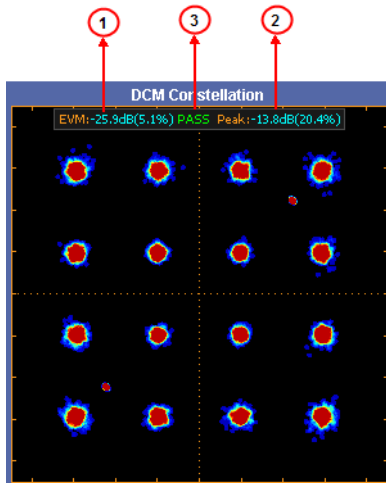 1 3 2
DCM Constellation
EVM:-25.9dB(5.1%) PASS Peak:-13.8dB(20.4%)